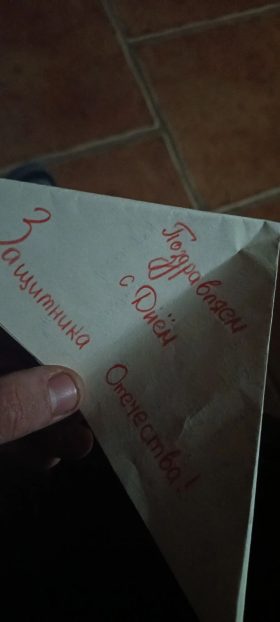 Поздравляем
с Днём
Защитника
Отечества!